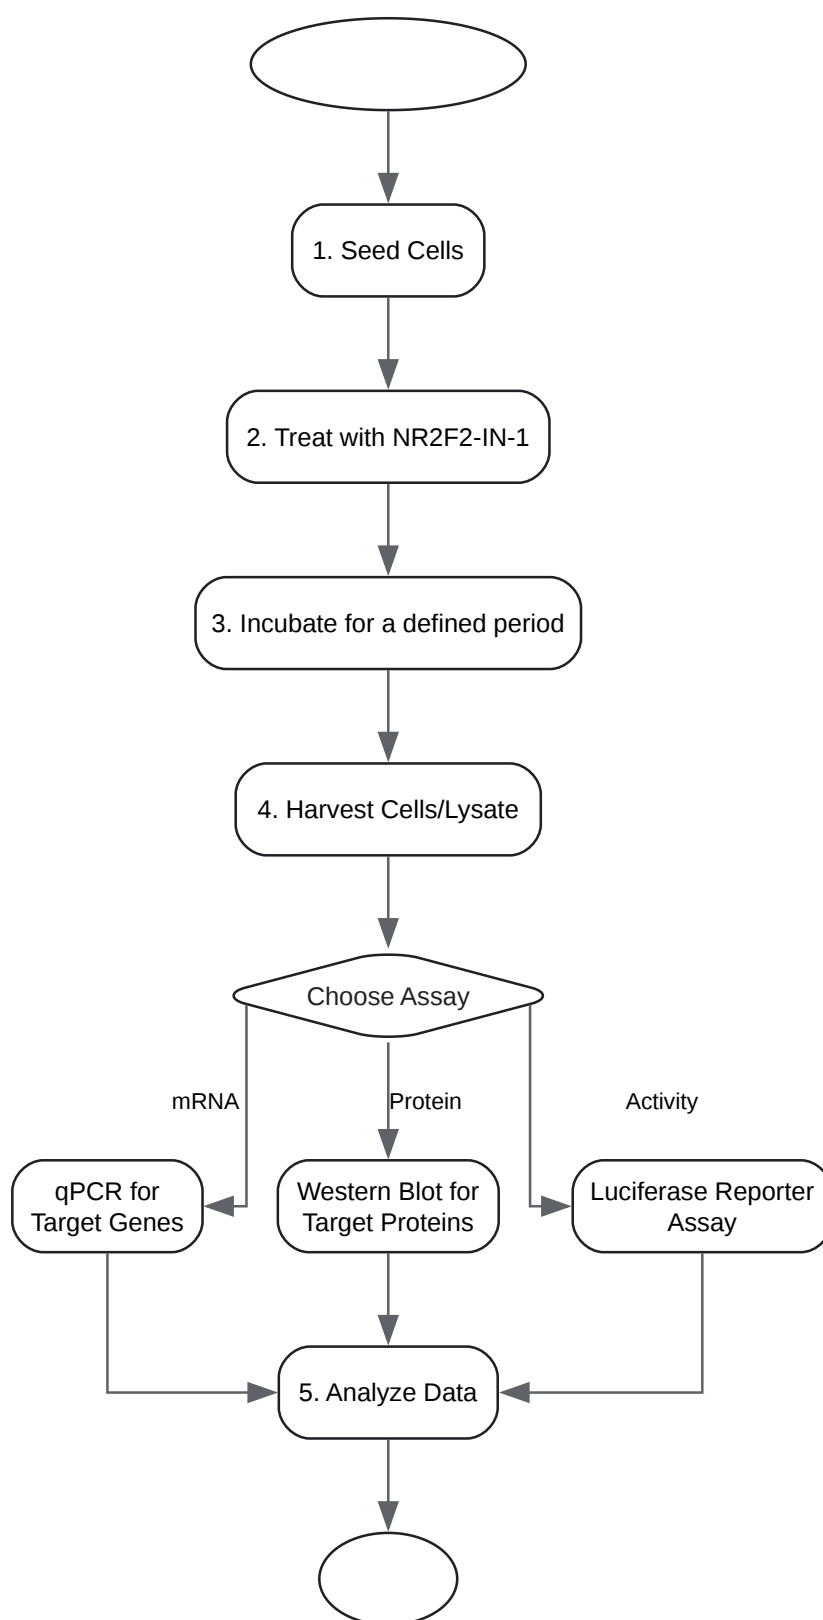 1. Seed Cells
2. Treat with NR2F2-IN-1
3. Incubate for a defined period
4. Harvest Cells/Lysate
Choose Assay
mRNA
Protein
Activity
qPCR for
Target Genes
Western Blot for
Target Proteins
Luciferase Reporter
Assay
5. Analyze Data